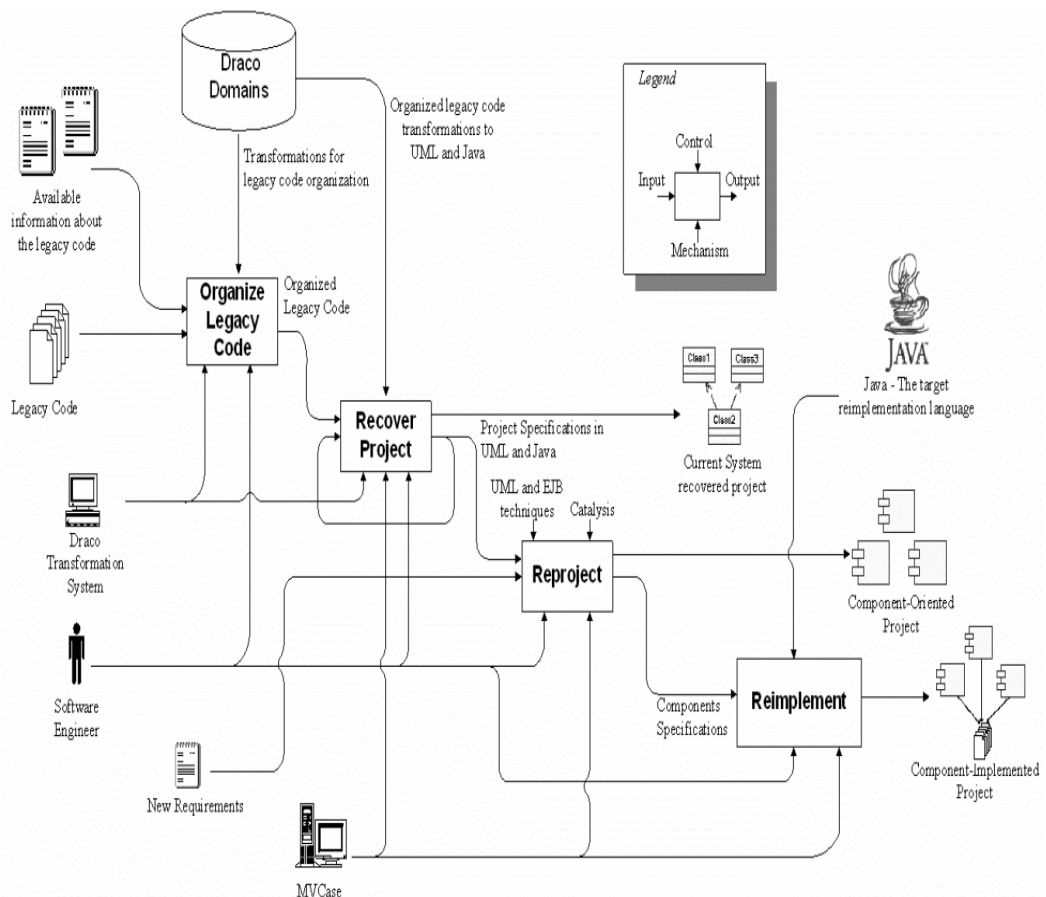 Draco
Domains
Legend
Control
Input
Output
Mechanism
Organized legacy code
transformations to
UML and Java
Transformations for
legacy code organization
Available
information about
the legacy code
Organize
Legacy
Code
Organized
Legacy Code
Legacy Code
JAVA™
Java - The target
reimplementation language
Class1
Class3
Class2
Current System
recovered project
Recover
Project
Project Specifications in
UML and Java
UML and EJB
techniques
Catalysis
Draco
Transformation
System
Reproject
Component-Oriented
Project
Software
Engineer
Components
Specifications
Reimplement
Component-Implemented
Project
New Requirements
MVCase